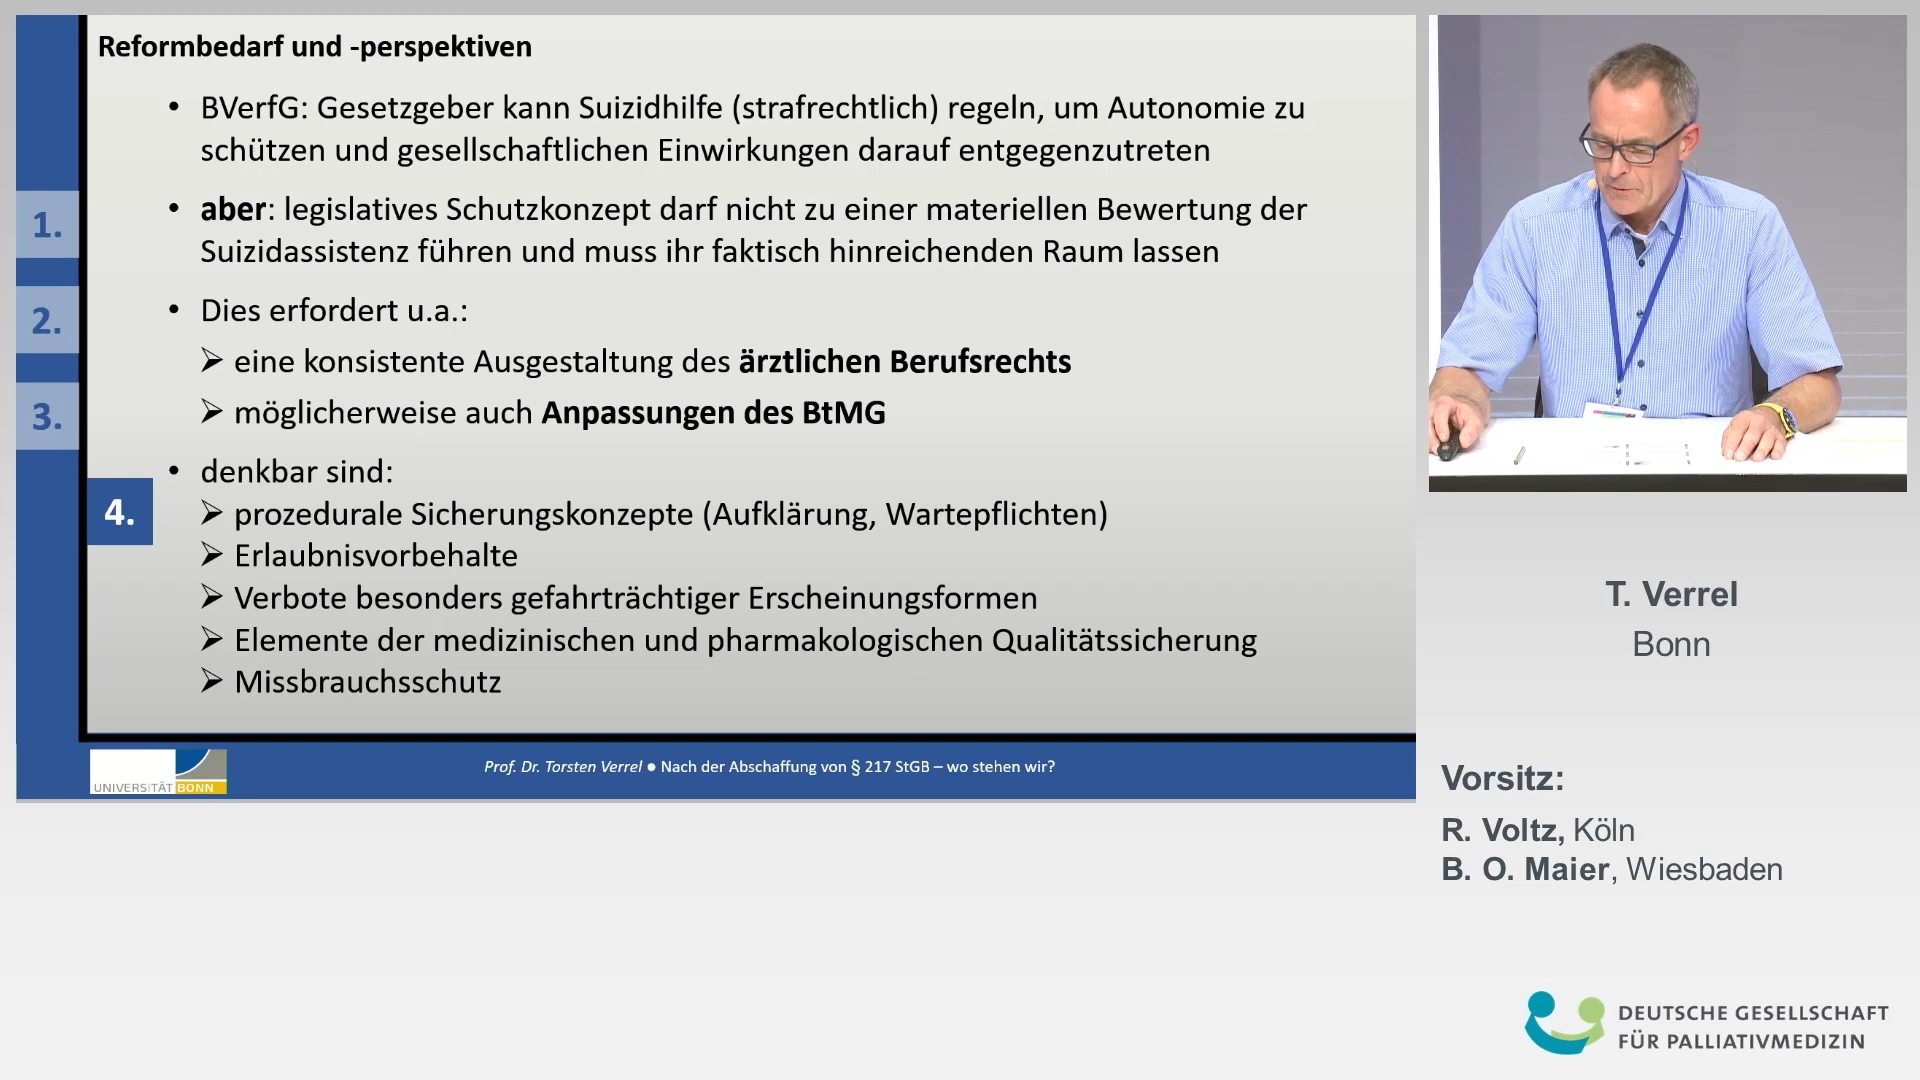 Reformbedarf und -perspektiven
• BVerfG: Gesetzgeber kann Suizidhilfe (strafrechtlich) regeln, um Autonomie zu
schützen und gesellschaftlichen Einwirkungen darauf entgegenzutreten
• aber: legislatives Schutzkonzept darf nicht zu einer materiellen Bewertung der
Suizidassistenz führen und muss ihr faktisch hinreichenden Raum lassen
• Dies erfordert u.a.:
➢ eine konsistente Ausgestaltung des ärztlichen Berufsrechts
➢ möglicherweise auch Anpassungen des BtMG
• denkbar sind:
➢ prozedurale Sicherungskonzepte (Aufklärung, Wartepflichten)
➢ Erlaubnisvorbehalte
➢ Verbote besonders gefahrträchtiger Erscheinungsformen
➢ Elemente der medizinischen und pharmakologischen Qualitätssicherung
➢ Missbrauchsschutz
1.
2.
3.
4.
UNIVERSITÄT BONN
Prof. Dr. Torsten Verrel ● Nach der Abschaffung von § 217 StGB – wo stehen wir?
T. Verrel
Bonn
Vorsitz:
R. Voltz, Köln
B. O. Maier, Wiesbaden
DEUTSCHE GESELLSCHAFT
FÜR PALLIATIVMEDIZIN